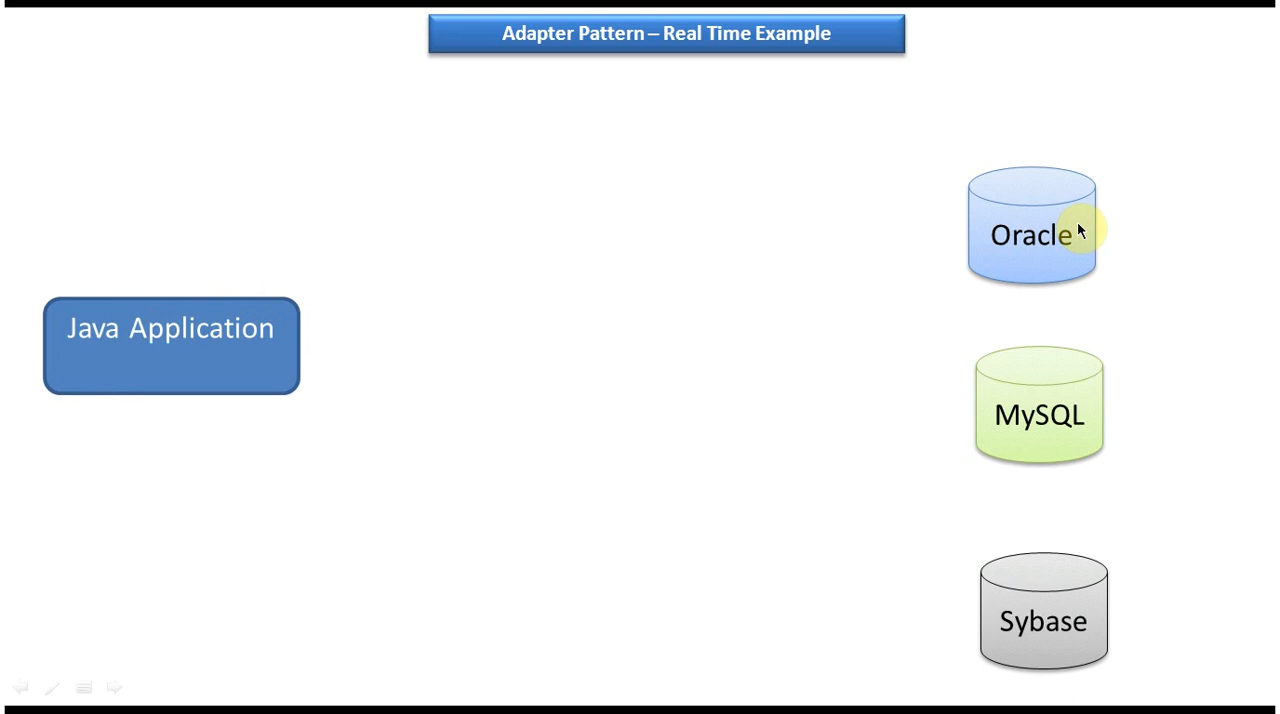 Adapter Pattern – Real Time Example
Oracle
Java Application
MySQL
Sybase